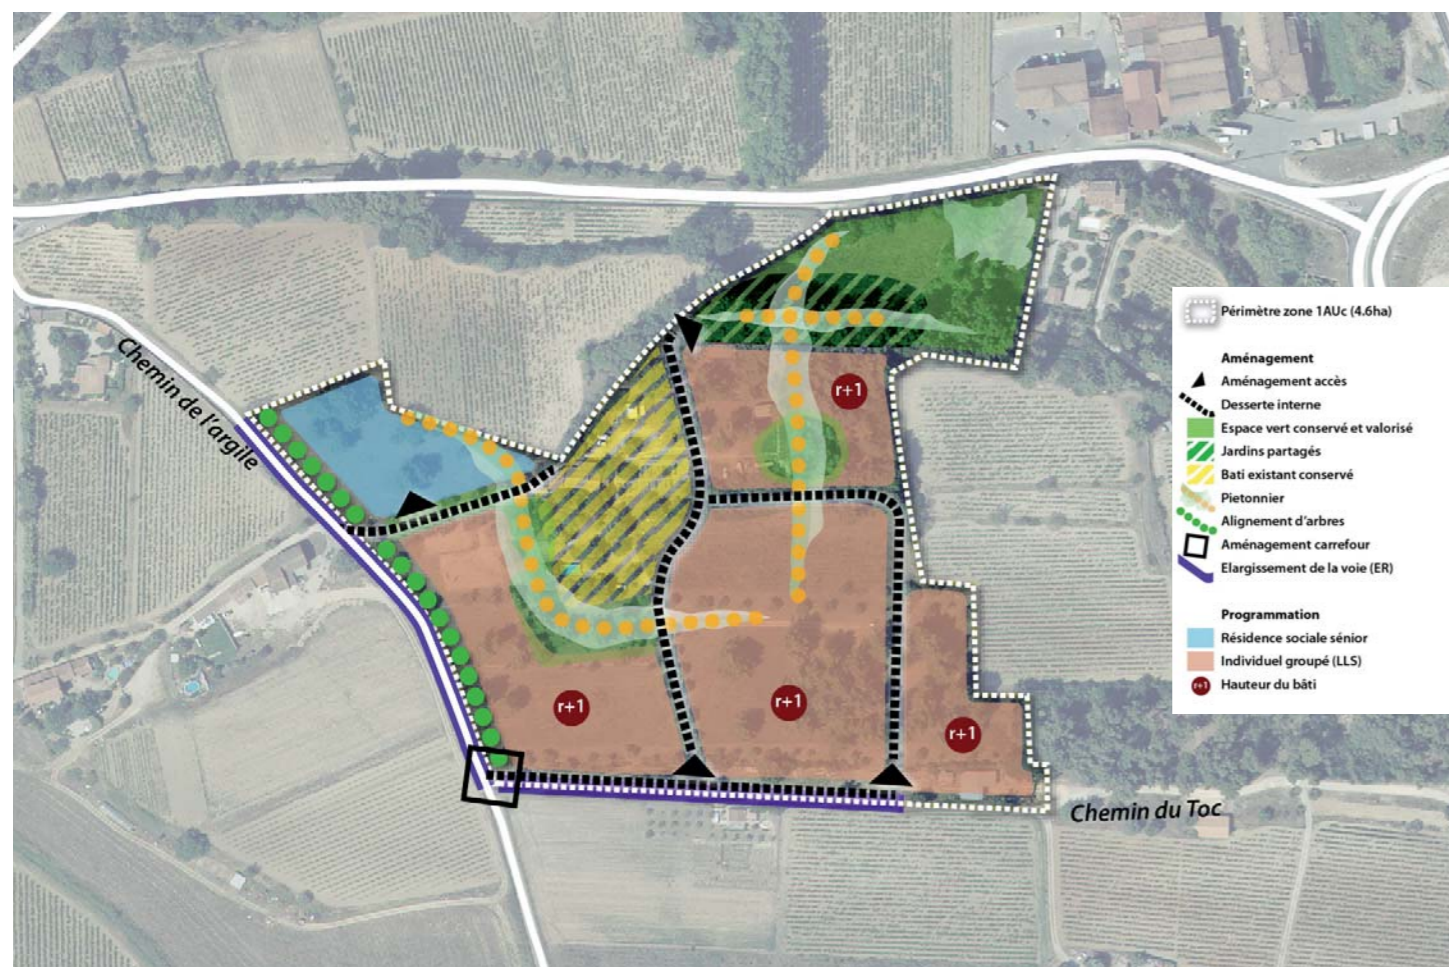 Chemin de l'argile
r+1
r+1
r+1
r+1
Chemin du Toc
Périmètre zone 1AUc (4.6ha)
Aménagement
Aménagement accès
Desserte interne
Espace vert conservé et valorisé
Jardins partagés
Bati existant conservé
Pietonnier
Alignement d'arbres
Aménagement carrefour
Elargissement de la voie (ER)
Programmation
Résidence sociale sénior
Individuel groupé (LLS)
r+1 Hauteur du bâti